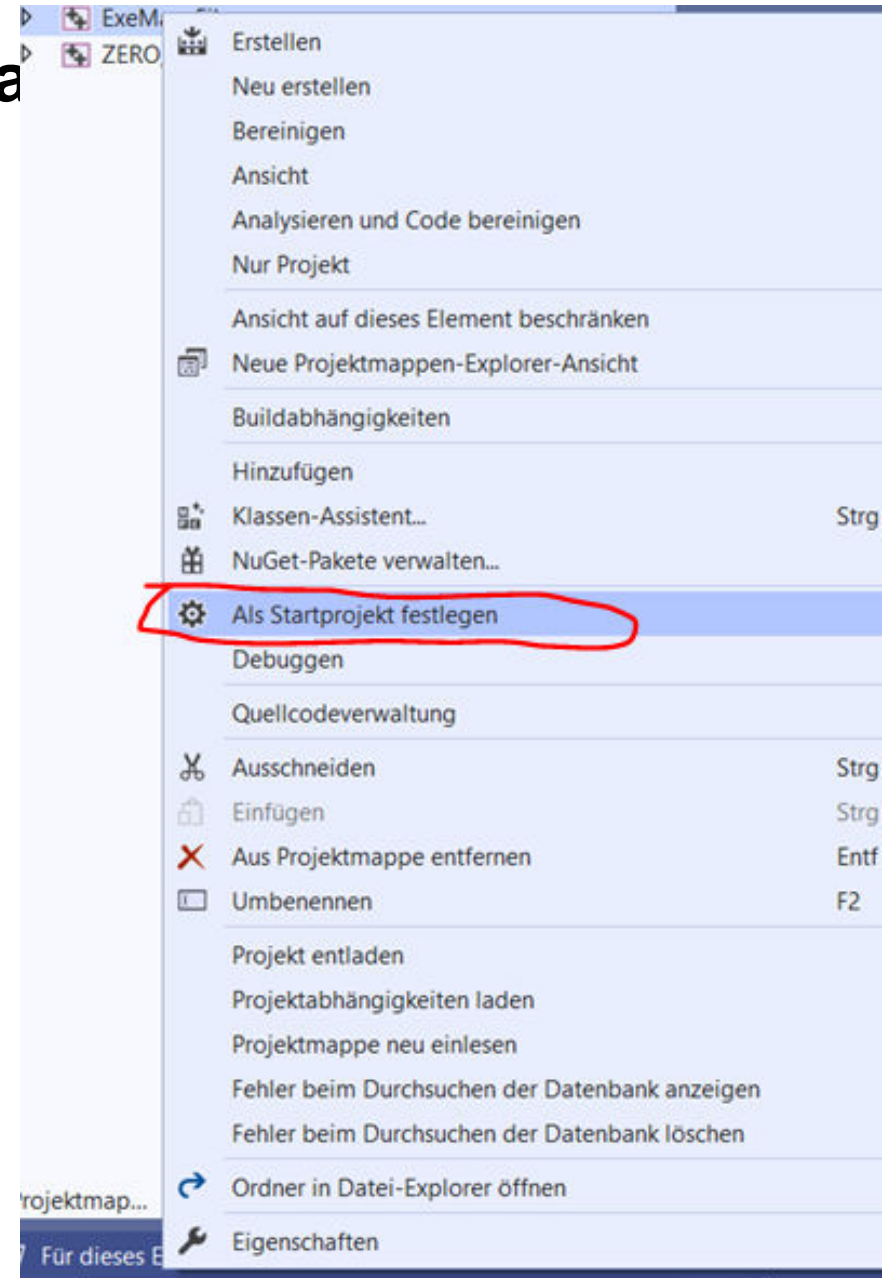 ZERO
a
Erstellen
Neu erstellen
Bereinigen
Ansicht
Analysieren und Code bereinigen
Nur Projekt
Ansicht auf dieses Element beschränken
Neue Projektmappen-Explorer-Ansicht
Buildabhängigkeiten
Hinzufügen
Klassen-Assistent... Strg
NuGet-Pakete verwalten...
Als Startprojekt festlegen
Debuggen
Quellcodeverwaltung
Ausschneiden Strg
Einfügen Strg
Aus Projektmappe entfernen Entf
Umbenennen F2
Projekt entladen
Projektabhängigkeiten laden
Projektmappe neu einlesen
Fehler beim Durchsuchen der Datenbank anzeigen
Fehler beim Durchsuchen der Datenbank löschen
Ordner in Datei-Explorer öffnen
rojektmap...
Eigenschaften
Für dieses E